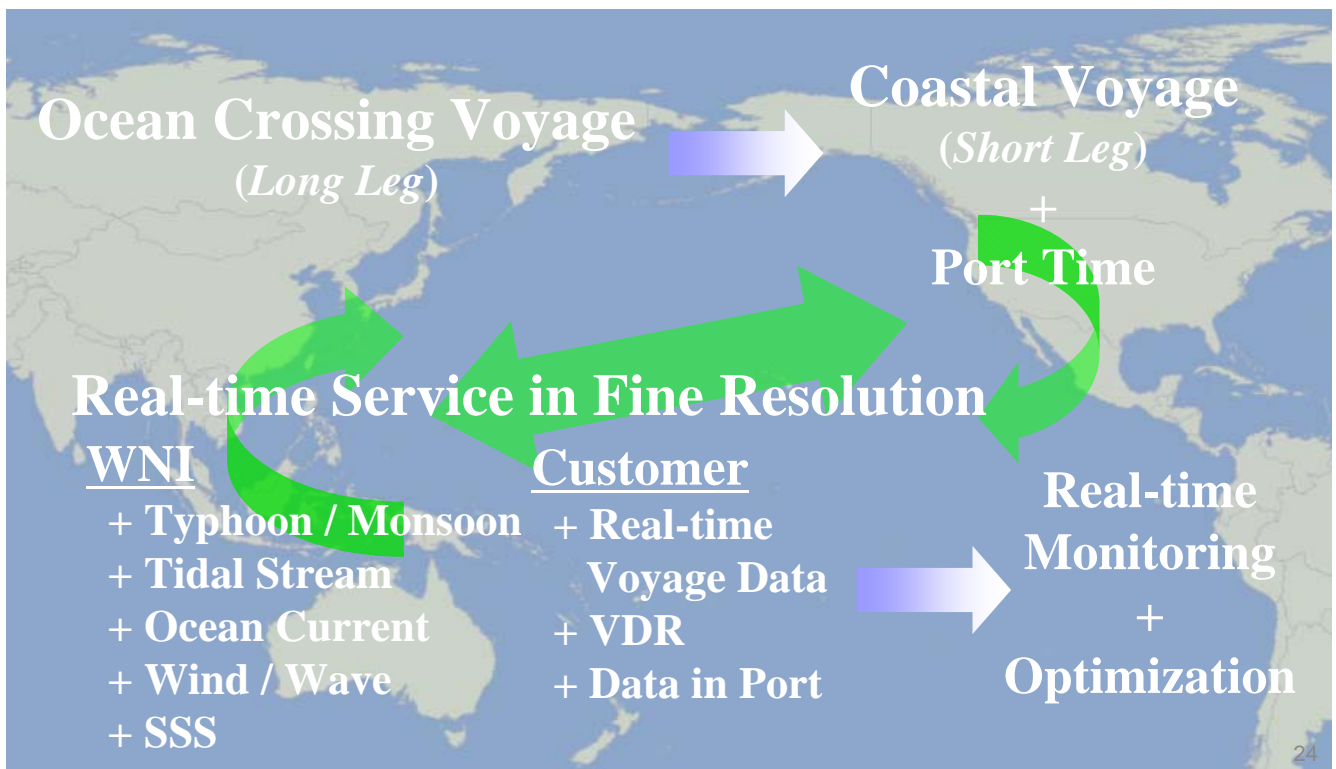 Ocean Crossing Voyage
(Long Leg)
Coastal Voyage
(Short Leg)
+
Port Time
Real-time Service in Fine Resolution
WNI
+ Typhoon / Monsoon
+ Tidal Stream
+ Ocean Current
+ Wind / Wave
+ SSS
Customer
+ Real-time
Voyage Data
+ VDR
+ Data in Port
Real-time
Monitoring
+
Optimization
24